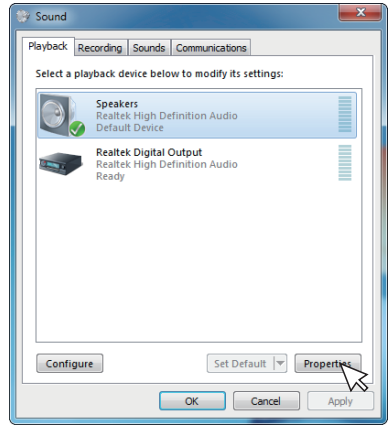 Sound
Playback Recording Sounds Communications
Select a playback device below to modify its settings:
Speakers
Realtek High Definition Audio
Default Device
Realtek Digital Output
Realtek High Definition Audio
Ready
Configure Set Default Properties
OK Cancel Apply